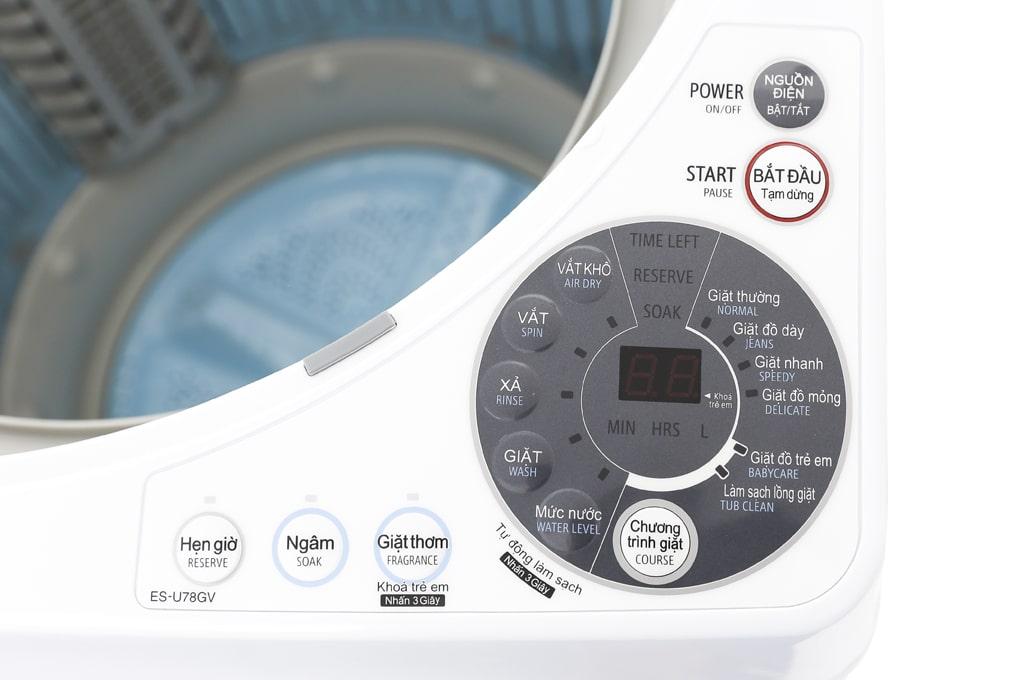 POWER
ON/OFF
NGUỒN
ĐIỆN
BẬT/TẮT
START
PAUSE
BẮT ĐẦU
Tạm dừng
TIME LEFT
RESERVE
SOAK
VẮT KHÔ
AIR DRY
VẮT
SPIN
XẢ
RINSE
GIẶT
WASH
Mức nước
WATER LEVEL
Giặt thường
NORMAL
Giặt đồ dày
JEANS
Giặt nhanh
SPEEDY
Giặt đồ mỏng
DELICATE
Giặt đồ trẻ em
BABYCARE
Làm sạch lồng giặt
TUB CLEAN
88
◄ Khoá
trẻ em
MIN HRS L
Chương
trình giặt
COURSE
Tự động làm sạch
Nhấn 3 Giây
Hẹn giờ
RESERVE
Ngâm
SOAK
Giặt thơm
FRAGRANCE
Khoá trẻ em
Nhấn 3 Giây
ES-U78GV